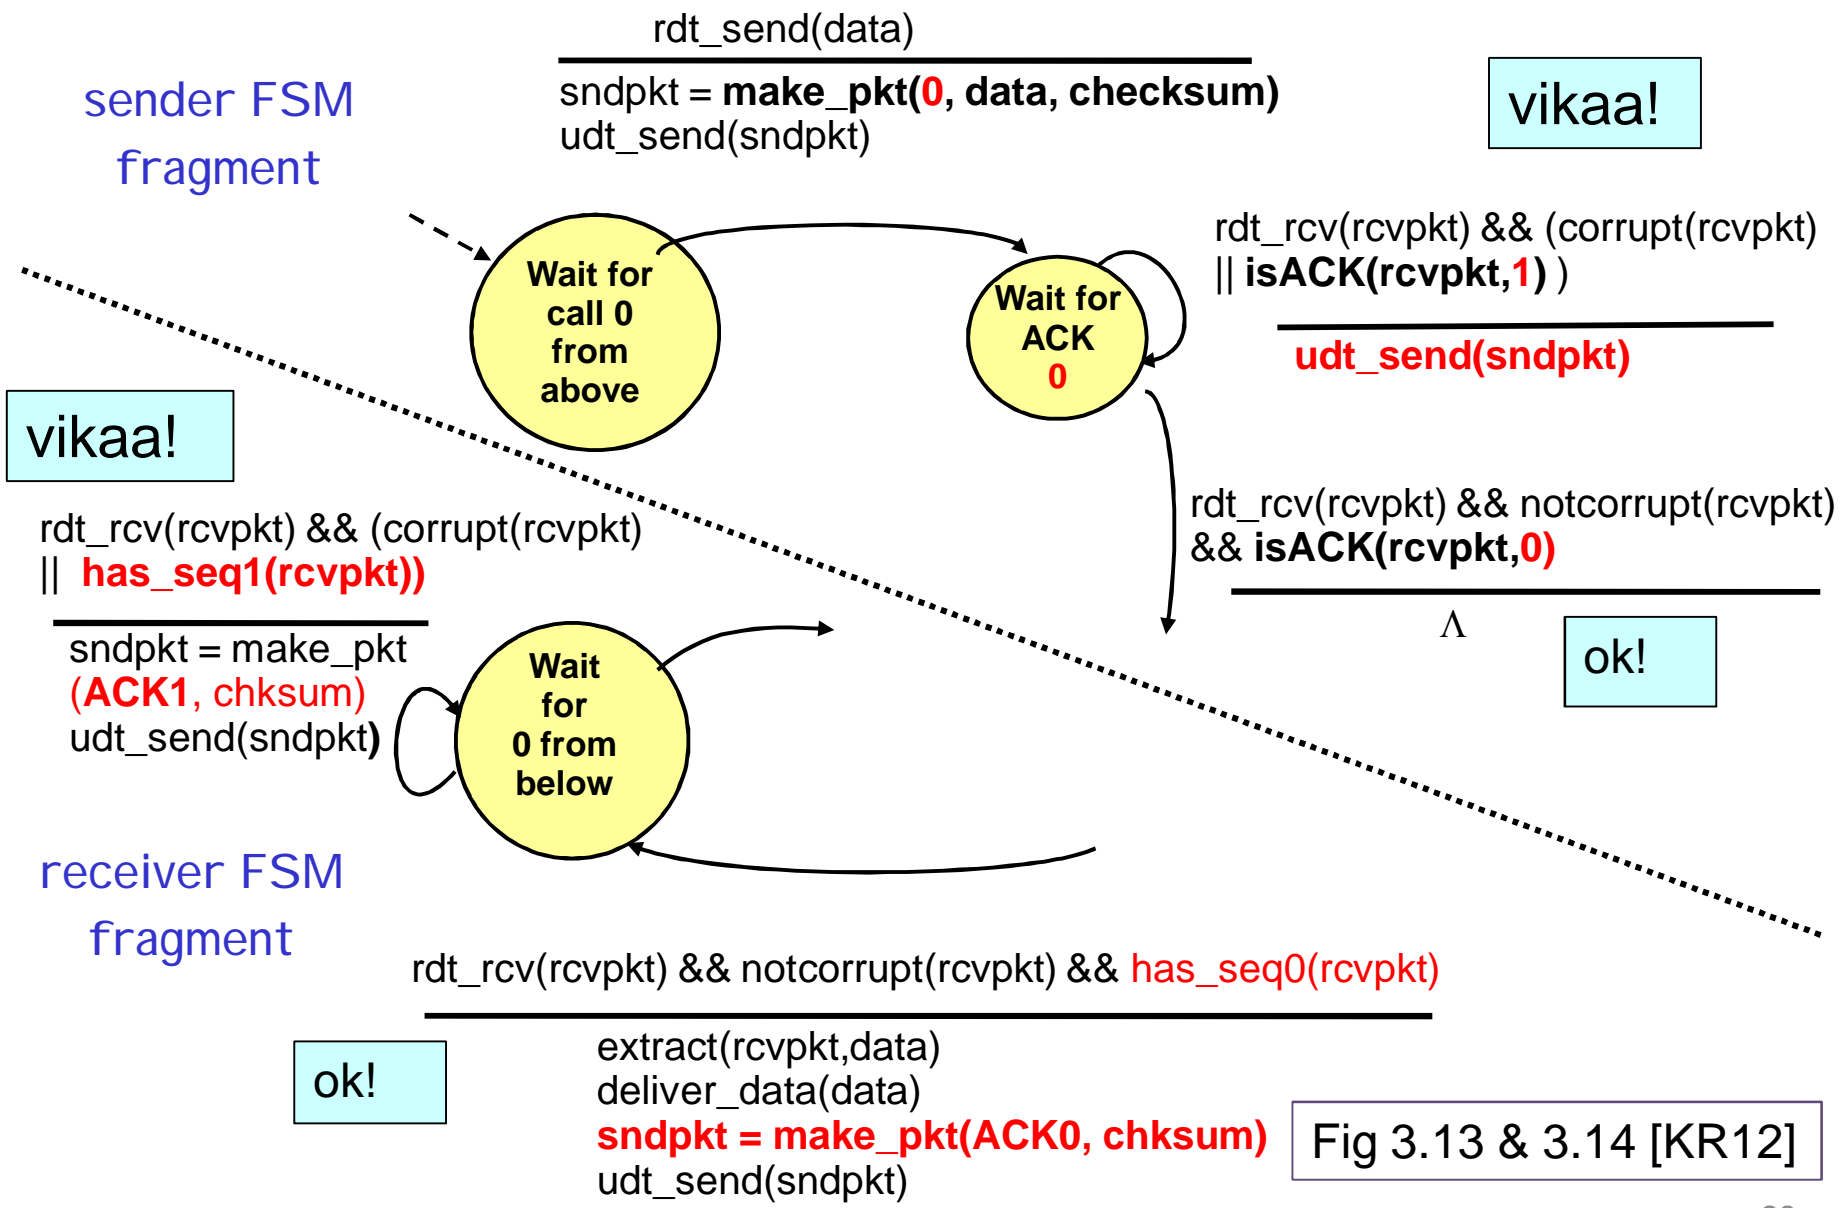 rdt_send(data)
sndpkt = make_pkt(0, data, checksum)
udt_send(sndpkt)
sender FSM
fragment
vikaa!
Wait for
call 0
from
above
Wait for
ACK
0
rdt_rcv(rcvpkt) && (corrupt(rcvpkt)
|| isACK(rcvpkt,1) )
udt_send(sndpkt)
rdt_rcv(rcvpkt) && notcorrupt(rcvpkt)
&& isACK(rcvpkt,0)
Λ
ok!
vikaa!
rdt_rcv(rcvpkt) && (corrupt(rcvpkt)
|| has_seq1(rcvpkt))
sndpkt = make_pkt
(ACK1, chksum)
udt_send(sndpkt)
Wait
for
0 from
below
receiver FSM
fragment
rdt_rcv(rcvpkt) && notcorrupt(rcvpkt) && has_seq0(rcvpkt)
ok!
extract(rcvpkt,data)
deliver_data(data)
sndpkt = make_pkt(ACK0, chksum)
udt_send(sndpkt)
Fig 3.13 & 3.14 [KR12]